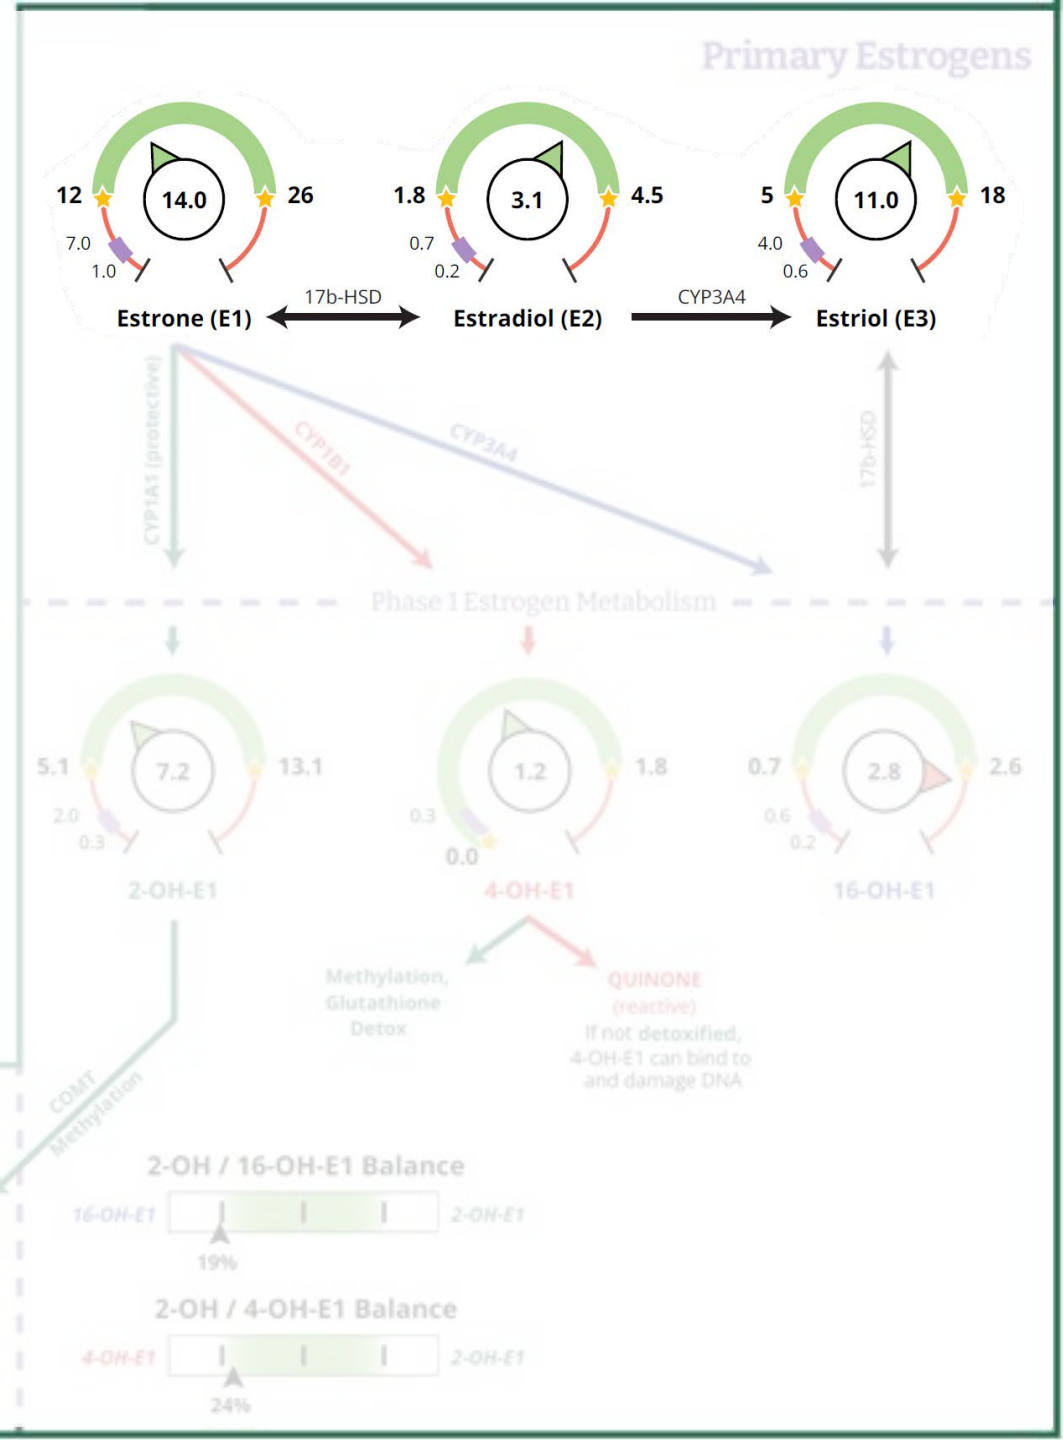 Primary Estrogens
12 14.0 26
7.0
1.0
Estrone (E1)
17b-HSD
1.8 3.1 4.5
0.7
0.2
Estradiol (E2)
CYP3A4
5 11.0 18
4.0
0.6
Estriol (E3)
CYP1A1 (protective)
CYP1B1
CYP3A4
17b-HSD
Phase 1 Estrogen Metabolism
5.1 7.2 13.1
2.0
0.3
2-OH-E1
1.2 1.8
0.3
0.0
4-OH-E1
0.7 2.8 2.6
0.6
0.2
16-OH-E1
Methylation,
Glutathione
Detox
QUINONE
(reactive)
If not detoxified,
4-OH-E1 can bind to
and damage DNA
COMT
Methylation
2-OH / 16-OH-E1 Balance
16-OH-E1 2-OH-E1
19%
2-OH / 4-OH-E1 Balance
4-OH-E1 2-OH-E1
24%